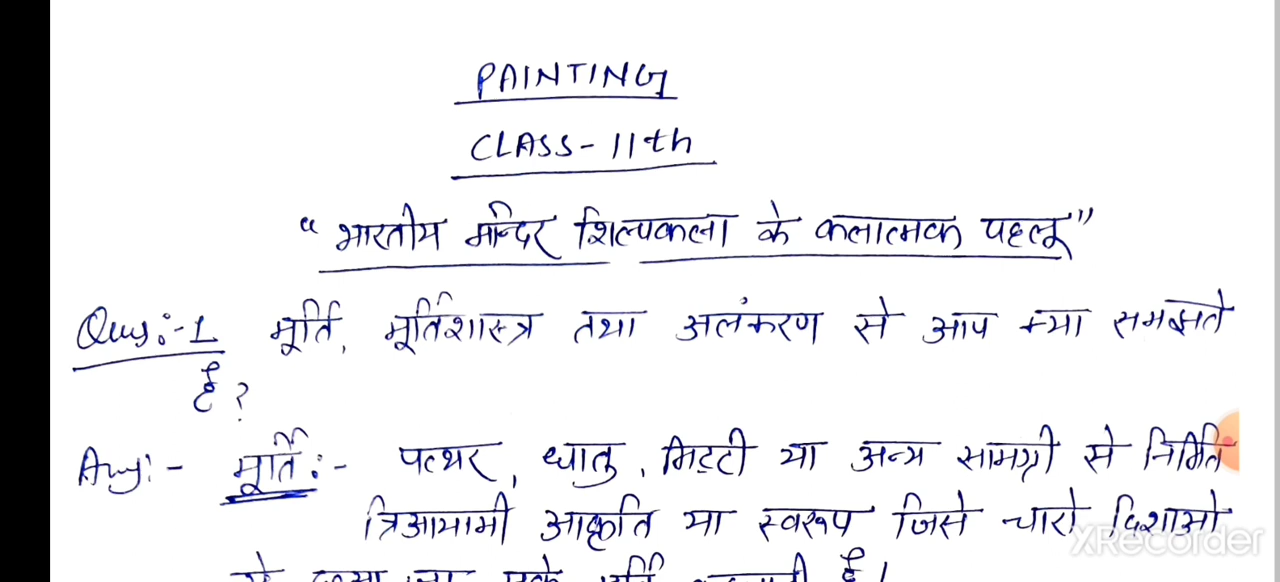 PAINTING
CLASS-11th
"भारतीय मन्दिर शिल्पकला के कलात्मक पहलू"
Ques:-1 मूर्ति, मूर्तिशास्त्र तथा अलंकरण से आप क्या समझते
है?
Ans:- मूर्ति:- पत्थर, धातु, मिट्टी या अन्य सामग्री से निर्मित
त्रिआयामी आकृति या स्वरूप जिसे चारो दिशाओ
XRecorder
है।